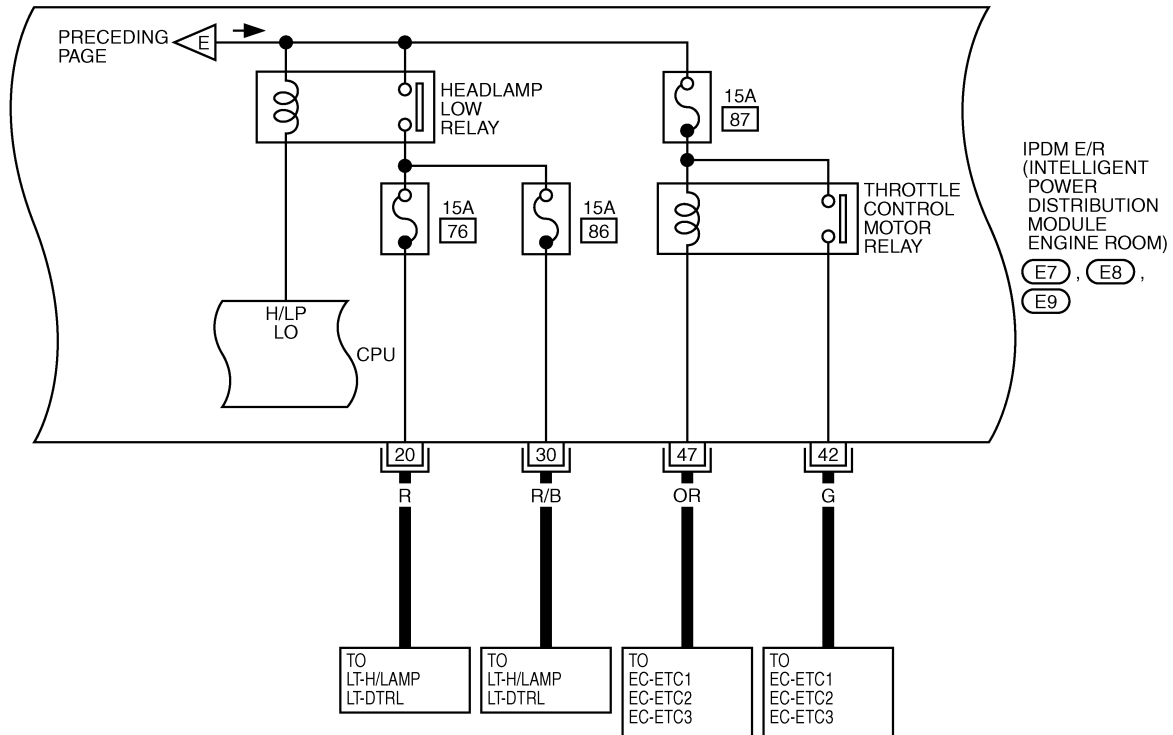 PRECEDING
PAGE
E
HEADLAMP
LOW
RELAY
15A
87
15A
76
15A
86
THROTTLE
CONTROL
MOTOR
RELAY
IPDM E/R
(INTELLIGENT
POWER
DISTRIBUTION
MODULE
ENGINE ROOM)
E7 , E8 ,
E9
H/LP
LO
CPU
20
30
47
42
R
R/B
OR
G
TO
LT-H/LAMP
LT-DTRL
TO
LT-H/LAMP
LT-DTRL
TO
EC-ETC1
EC-ETC2
EC-ETC3
TO
EC-ETC1
EC-ETC2
EC-ETC3